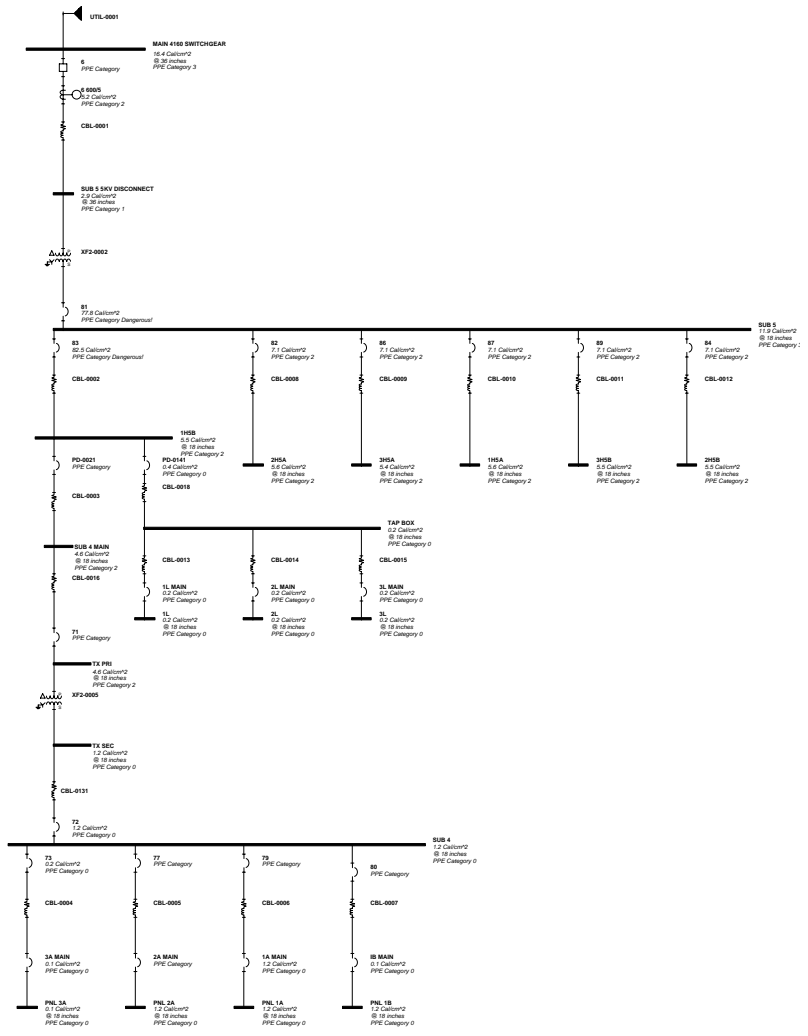 UTIL-0001
MAIN 4160 SWITCHGEAR
16.4 Cal/cm^2
@ 36 inches
PPE Category 3
6
PPE Category
6 600/5
5.2 Cal/cm^2
PPE Category 2
CBL-0001
SUB 5 5KV DISCONNECT
2.9 Cal/cm^2
@ 36 inches
PPE Category 1
XF2-0002
81
77.8 Cal/cm^2
PPE Category Dangerous!
SUB 5
11.9 Cal/cm^2
@ 18 inches
PPE Category 3
83
82.5 Cal/cm^2
PPE Category Dangerous!
82
7.1 Cal/cm^2
PPE Category 2
86
7.1 Cal/cm^2
PPE Category 2
87
7.1 Cal/cm^2
PPE Category 2
89
7.1 Cal/cm^2
PPE Category 2
84
7.1 Cal/cm^2
PPE Category 2
CBL-0002
CBL-0008
CBL-0009
CBL-0010
CBL-0011
CBL-0012
1H5B
5.5 Cal/cm^2
@ 18 inches
PPE Category 2
PD-0021
PPE Category
PD-0141
0.4 Cal/cm^2
PPE Category 0
2H5A
5.6 Cal/cm^2
@ 18 inches
PPE Category 2
3H5A
5.4 Cal/cm^2
@ 18 inches
PPE Category 2
1H5A
5.6 Cal/cm^2
@ 18 inches
PPE Category 2
3H5B
5.5 Cal/cm^2
@ 18 inches
PPE Category 2
2H5B
5.5 Cal/cm^2
@ 18 inches
PPE Category 2
CBL-0003
CBL-0018
TAP BOX
0.2 Cal/cm^2
@ 18 inches
PPE Category 0
SUB 4 MAIN
4.6 Cal/cm^2
@ 18 inches
PPE Category 2
CBL-0013
CBL-0014
CBL-0015
CBL-0016
1L MAIN
0.2 Cal/cm^2
PPE Category 0
2L MAIN
0.2 Cal/cm^2
PPE Category 0
3L MAIN
0.2 Cal/cm^2
PPE Category 0
1L
0.2 Cal/cm^2
@ 18 inches
PPE Category 0
2L
0.2 Cal/cm^2
@ 18 inches
PPE Category 0
3L
0.2 Cal/cm^2
@ 18 inches
PPE Category 0
71
PPE Category
TX PRI
4.6 Cal/cm^2
@ 18 inches
PPE Category 2
XF2-0005
TX SEC
1.2 Cal/cm^2
@ 18 inches
PPE Category 0
CBL-0131
72
1.2 Cal/cm^2
PPE Category 0
SUB 4
1.2 Cal/cm^2
@ 18 inches
PPE Category 0
73
0.2 Cal/cm^2
PPE Category 0
77
PPE Category
79
PPE Category
80
PPE Category
CBL-0004
CBL-0005
CBL-0006
CBL-0007
3A MAIN
0.1 Cal/cm^2
PPE Category 0
2A MAIN
PPE Category
1A MAIN
1.2 Cal/cm^2
PPE Category 0
IB MAIN
0.1 Cal/cm^2
PPE Category 0
PNL 3A
0.1 Cal/cm^2
@ 18 inches
PPE Category 0
PNL 2A
1.2 Cal/cm^2
@ 18 inches
PPE Category 0
PNL 1A
1.2 Cal/cm^2
@ 18 inches
PPE Category 0
PNL 1B
1.2 Cal/cm^2
@ 18 inches
PPE Category 0